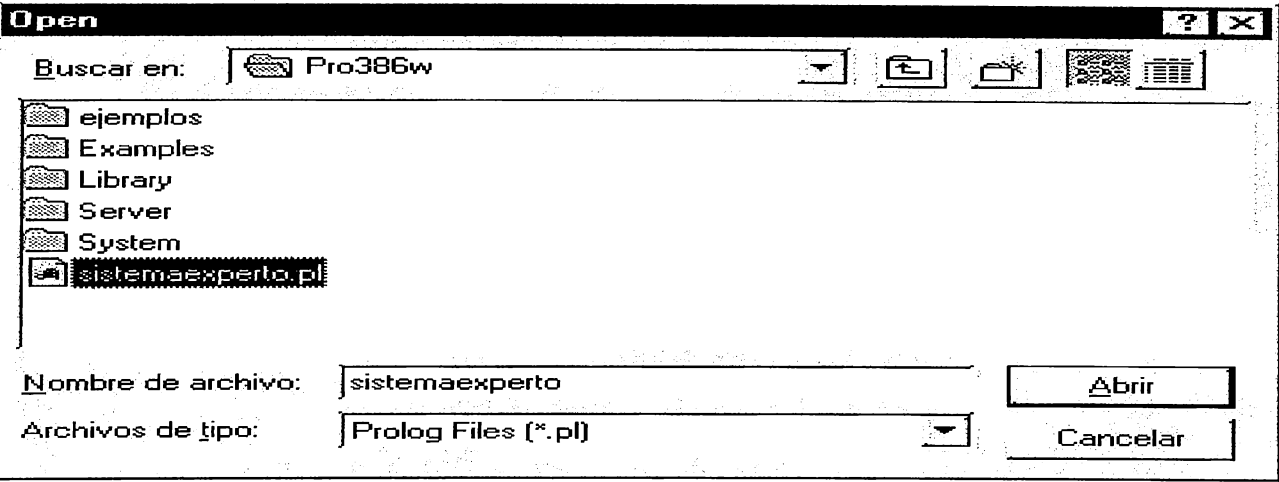 Open
Buscar en: Pro386w
ejemplos
Examples
Library
Server
System
sistemaexperto.pl
Nombre de archivo: sistemaexperto Abrir
Archivos de tipo: Prolog Files (*.pl) Cancelar